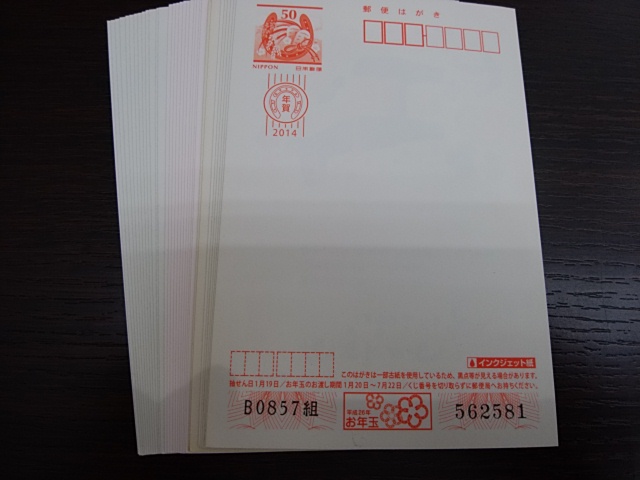 50
NIPPON 日本郵便
郵便はがき
年賀
2014
インクジェット紙
このはがきは一部古紙を使用しているため、黒点等が見える場合があります。
抽せん日1月19日/お年玉のお渡し期間1月20日~7月22日/くじ番号を切り取らずに郵便局へお持ちください。
B0857組
平成26年
お年玉
562581